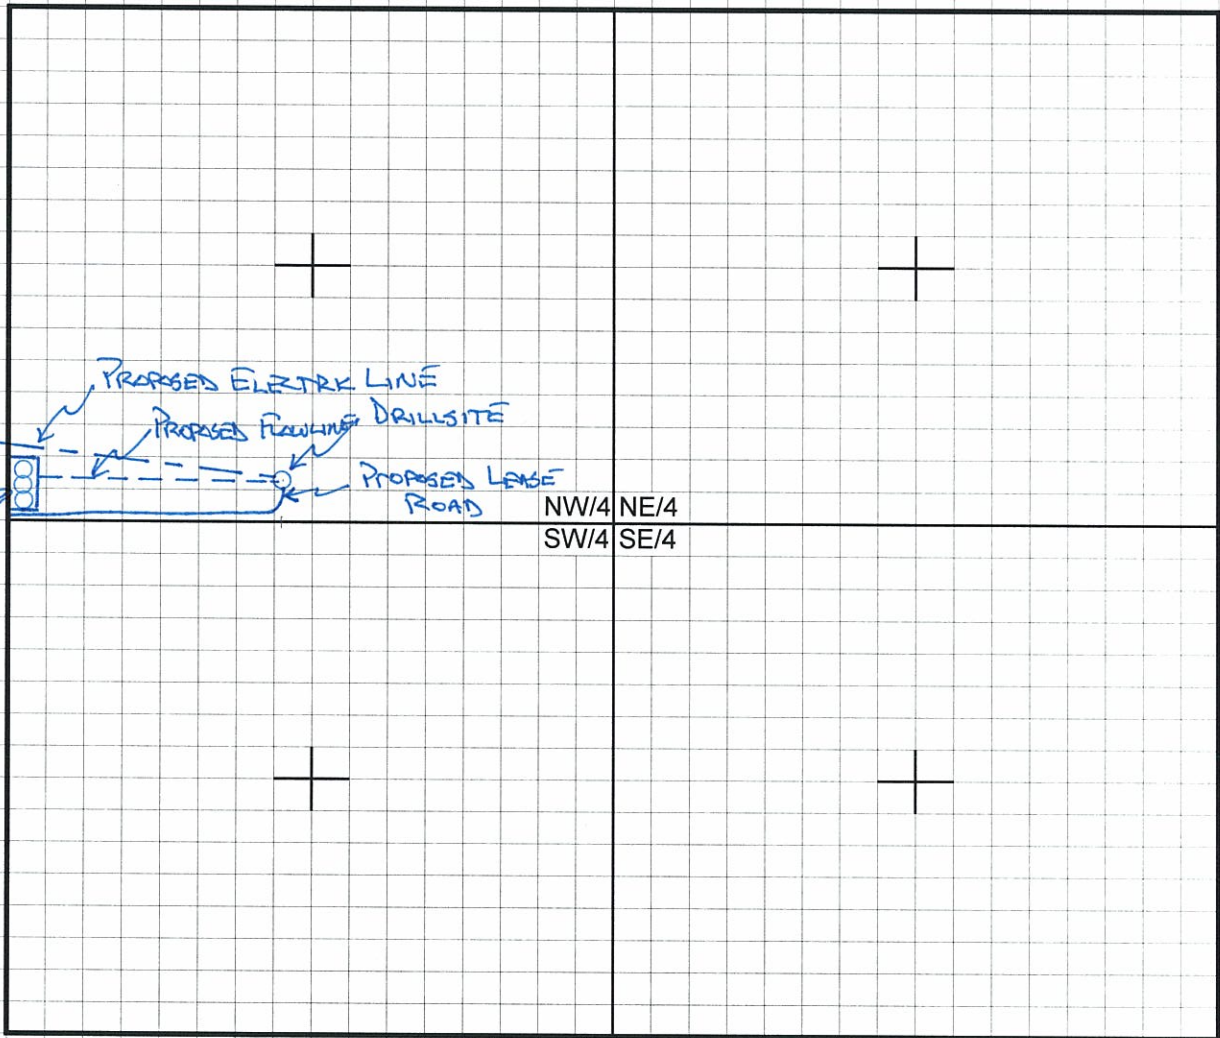 PROPOSED ELECTRIC LINE
PROPOSED FLOWLINE
DRILLSITE
PROPOSED LEASE
ROAD
NW/4 NE/4
SW/4 SE/4